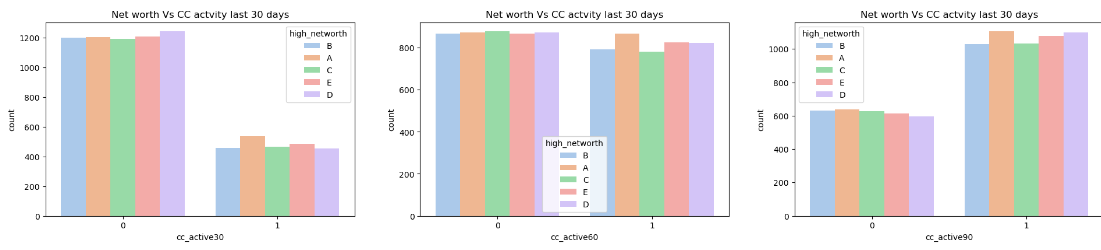 Net worth Vs CC actvity last 30 days
count
1200
1000
800
600
400
200
0
high_networth
B
A
C
E
D
0 1
cc_active30
Net worth Vs CC actvity last 30 days
count
800
600
400
200
0
high_networth
B
A
C
E
D
0 1
cc_active60
Net worth Vs CC actvity last 30 days
count
1000
800
600
400
200
0
high_networth
B
A
C
E
D
0 1
cc_active90